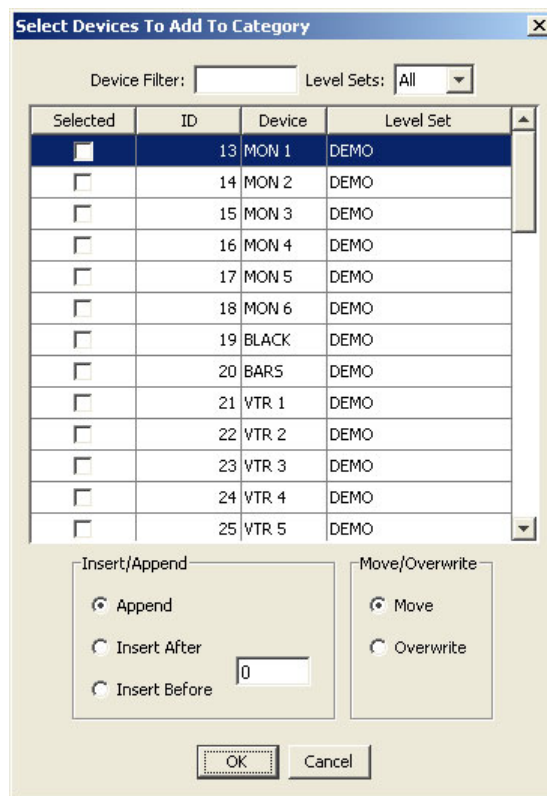 Select Devices To Add To Category
Device Filter: Level Sets: All
Selected ID Device Level Set
13 MON 1 DEMO
14 MON 2 DEMO
15 MON 3 DEMO
16 MON 4 DEMO
17 MON 5 DEMO
18 MON 6 DEMO
19 BLACK DEMO
20 BARS DEMO
21 VTR 1 DEMO
22 VTR 2 DEMO
23 VTR 3 DEMO
24 VTR 4 DEMO
25 VTR 5 DEMO
Insert/Append Move/Overwrite
Append Move
Insert After Overwrite
0
Insert Before
OK Cancel